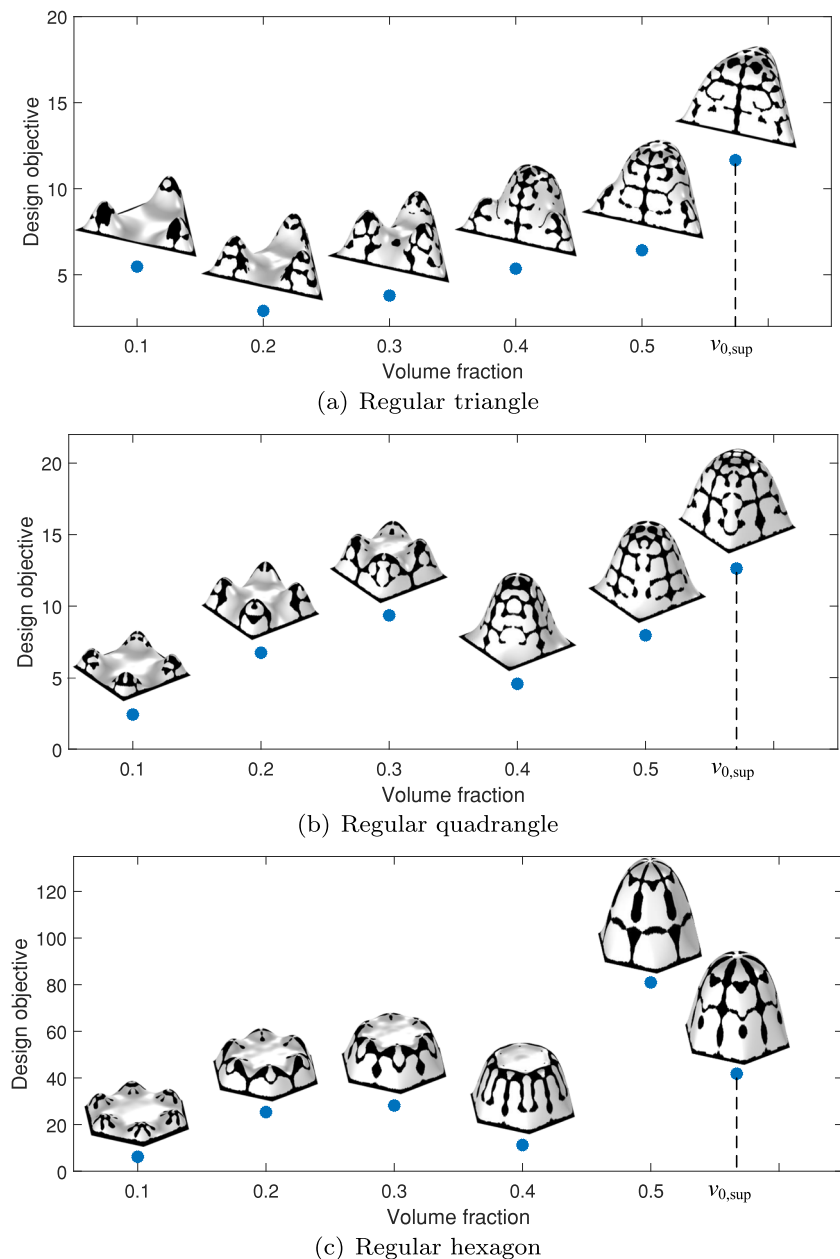 20
15
10
5
Design objective
0.1 0.2 0.3 0.4 0.5 v0,sup
Volume fraction
(a) Regular triangle
20
15
10
5
0
Design objective
0.1 0.2 0.3 0.4 0.5 v0,sup
Volume fraction
(b) Regular quadrangle
120
100
80
60
40
20
0
Design objective
0.1 0.2 0.3 0.4 0.5 v0,sup
Volume fraction
(c) Regular hexagon